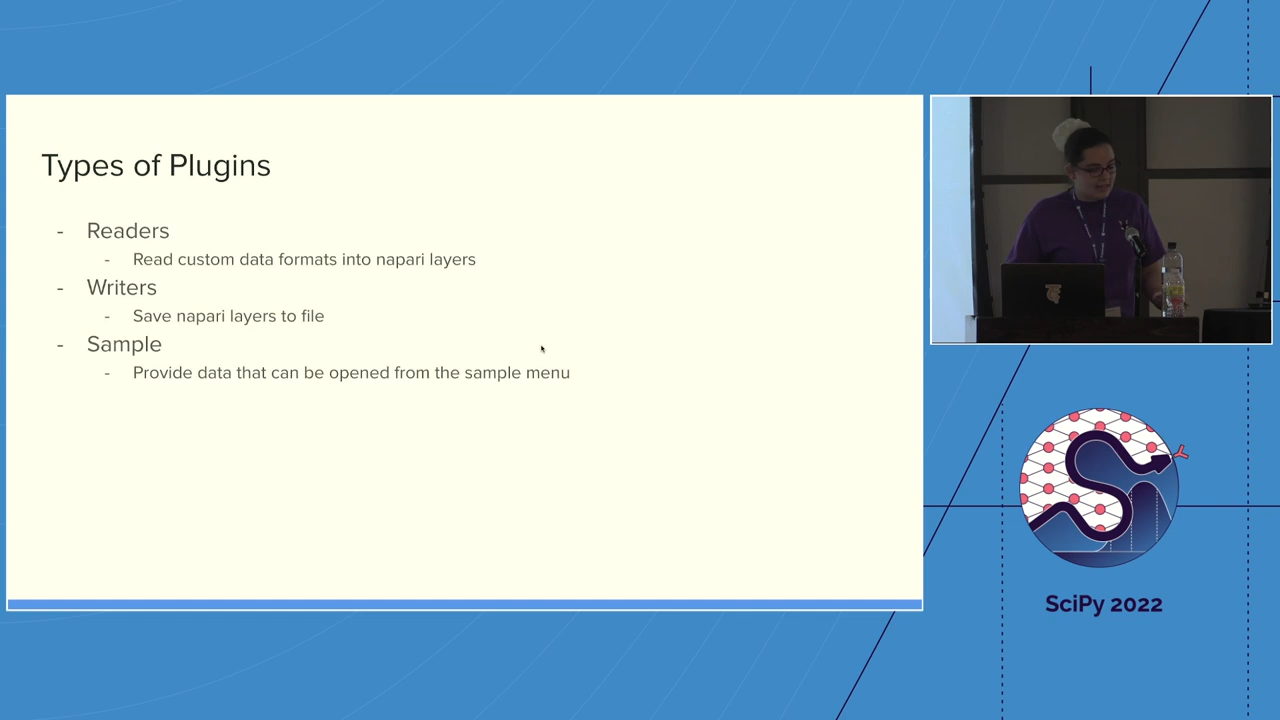 Types of Plugins
- Readers
- Read custom data formats into napari layers
- Writers
- Save napari layers to file
- Sample
- Provide data that can be opened from the sample menu
SciPy 2022